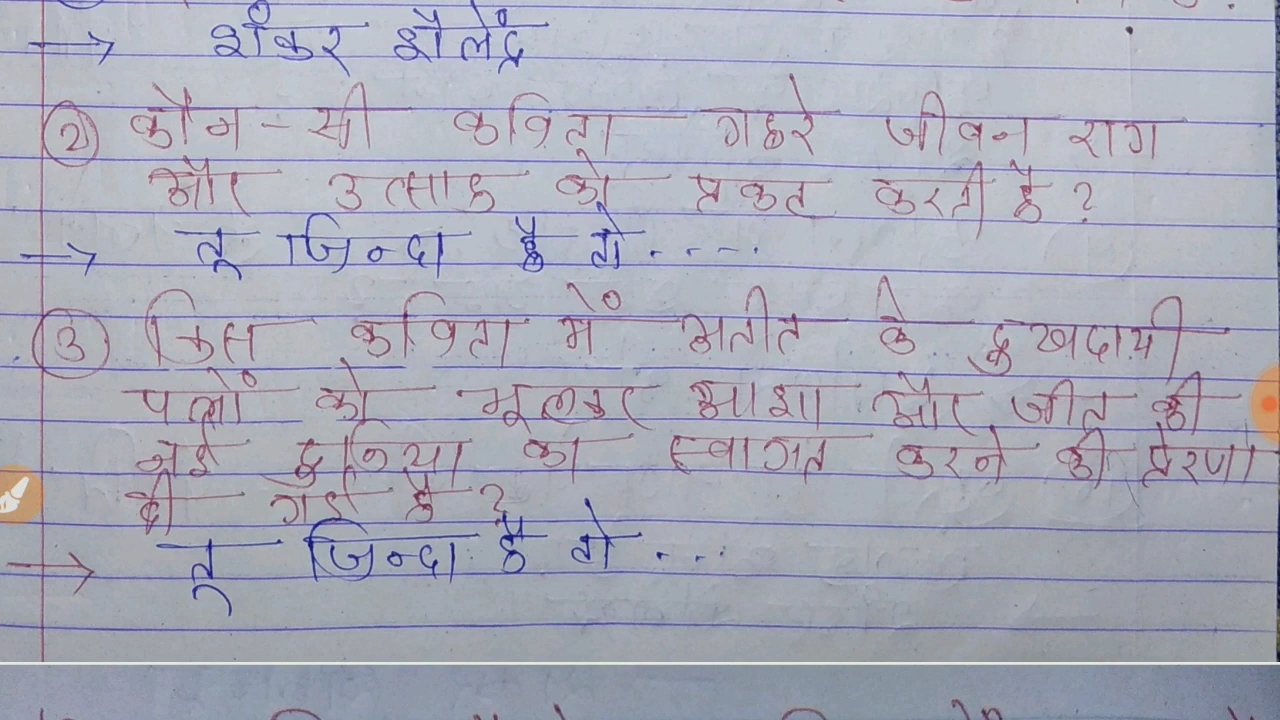 → शंकर शैलेंद्र
② कौन-सी कविता गहरे जीवन राग
और उत्साह को प्रकट करती है?
→ तू जिन्दा है तो.....
③ किस कविता में अतीत के दुखदायी
पलों को भूलकर आशा और जीत की
नई दुनिया का स्वागत करने की प्रेरणा
दी गई है?
→ तू जिन्दा है तो....